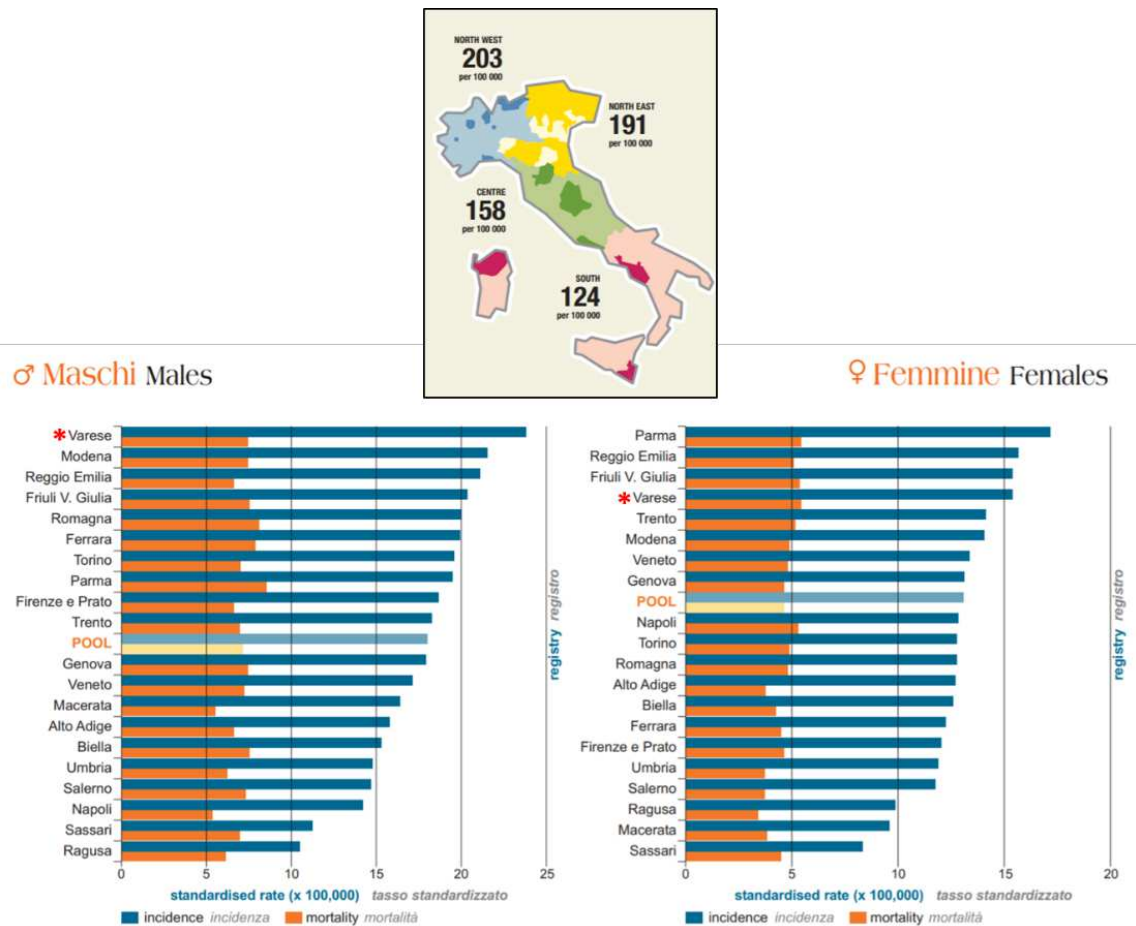 NORTH WEST
203
per 100 000
NORTH EAST
191
per 100 000
CENTRE
158
per 100 000
SOUTH
124
per 100 000
♂ Maschi Males
* Varese
Modena
Reggio Emilia
Friuli V. Giulia
Romagna
Ferrara
Torino
Parma
Firenze e Prato
Trento
POOL
Genova
Veneto
Macerata
Alto Adige
Biella
Umbria
Salerno
Napoli
Sassari
Ragusa
0 5 10 15 20 25
standardised rate (x 100,000) tasso standardizzato
incidence incidenza mortality mortalità
registry registro
♀ Femmine Females
Parma
Reggio Emilia
Friuli V. Giulia
* Varese
Trento
Modena
Veneto
Genova
POOL
Napoli
Torino
Romagna
Alto Adige
Biella
Ferrara
Firenze e Prato
Umbria
Salerno
Ragusa
Macerata
Sassari
0 5 10 15 20
standardised rate (x 100,000) tasso standardizzato
incidence incidenza mortality mortalità
registry registro